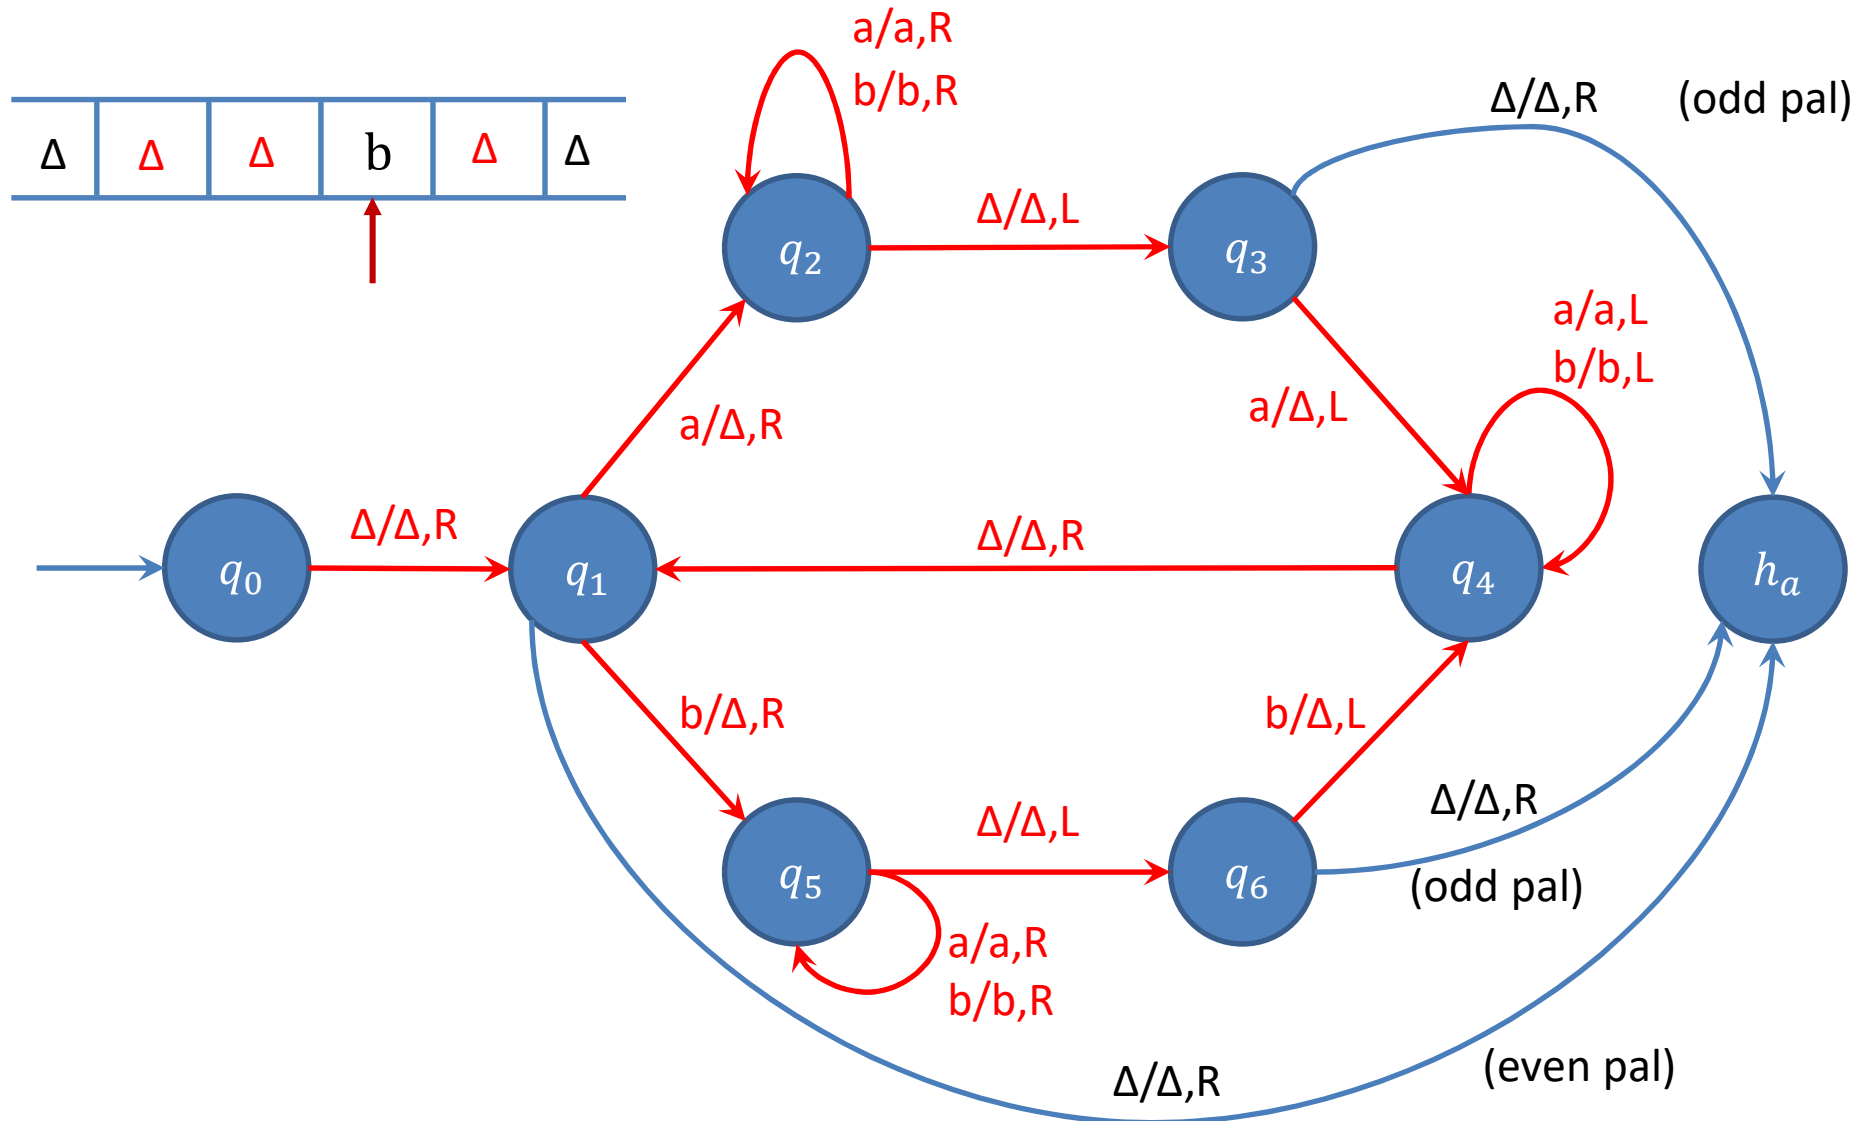 a/a,R
b/b,R
Δ/Δ,R (odd pal)
Δ Δ Δ b Δ Δ
Δ/Δ,L
q₂
q₃
a/a,L
b/b,L
a/Δ,R
a/Δ,L
Δ/Δ,R
Δ/Δ,R
q₀
q₁
q₄
hₐ
b/Δ,R
b/Δ,L
Δ/Δ,L
Δ/Δ,R
q₅
q₆
(odd pal)
a/a,R
b/b,R
Δ/Δ,R
(even pal)